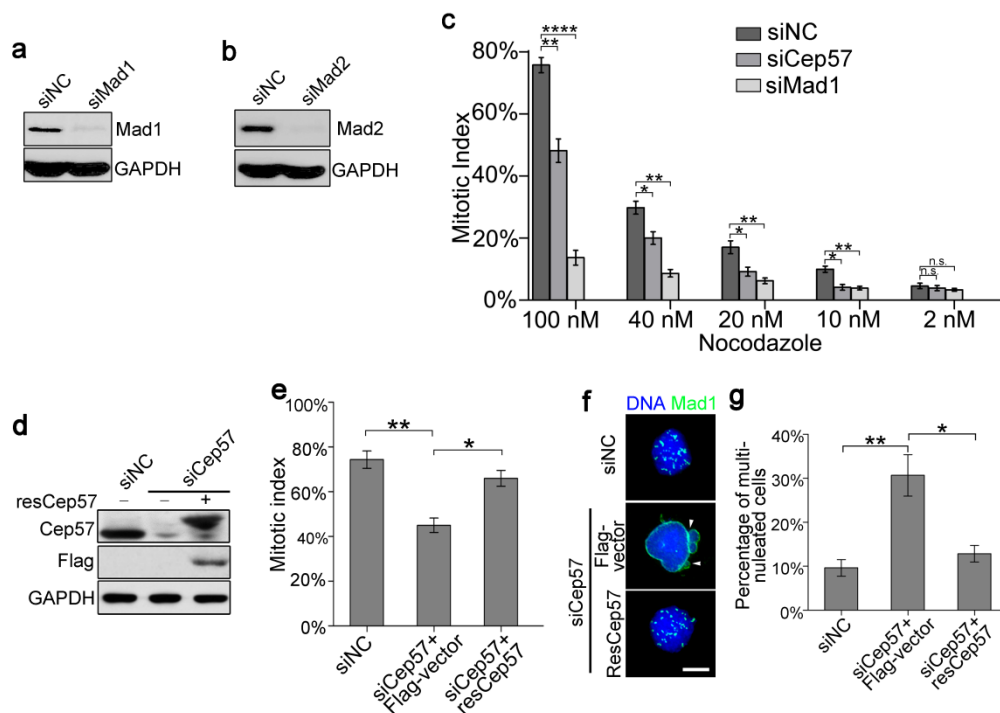 a
siNC siMad1
Mad1
GAPDH
b
siNC siMad2
Mad2
GAPDH
c
siNC
siCep57
siMad1
Mitotic Index
80%
60%
40%
20%
0%
****
**
**
*
**
*
**
*
n.s.
n.s
100 nM 40 nM 20 nM 10 nM 2 nM
Nocodazole
d
siNC siCep57
resCep57 – – +
Cep57
Flag
GAPDH
e
Mitotic index
100%
80%
60%
40%
20%
0%
** *
siNC
siCep57+
Flag-vector
siCep57+
resCep57
f
DNA Mad1
siNC
siCep57
Flag-
vector
ResCep57
g
Percentage of multi-
nuleated cells
40%
30%
20%
10%
0%
** *
siNC
siCep57+
Flag-vector
siCep57+
resCep57